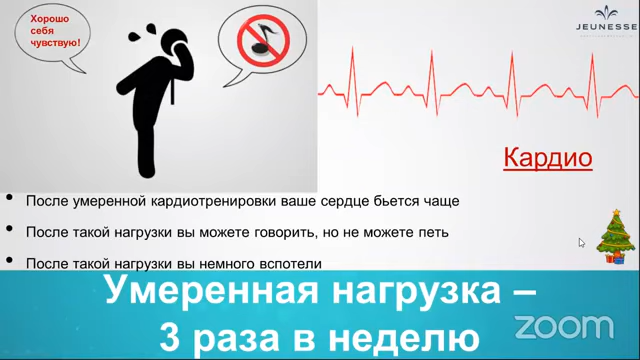 Хорошо
себя
чувствую!
JEUNESSE
Кардио
• После умеренной кардиотренировки ваше сердце бьется чаще
• После такой нагрузки вы можете говорить, но не можете петь
• После такой нагрузки вы немного вспотели
Умеренная нагрузка –
3 раза в неделю
zoom